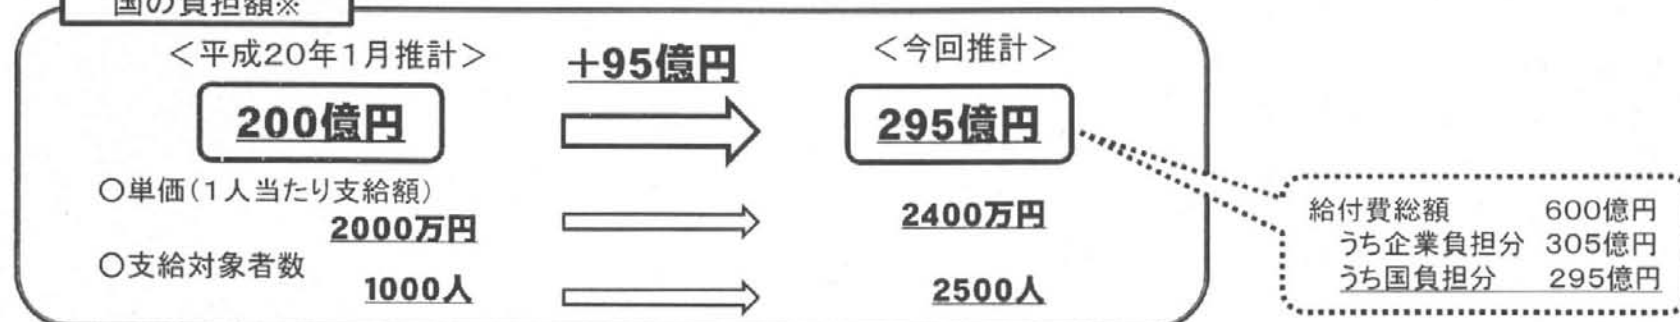 国の負担額※
＜平成20年1月推計＞
＋95億円
＜今回推計＞
200億円
295億円
○単価(1人当たり支給額)
2000万円
2400万円
○支給対象者数
1000人
2500人
給付費総額 600億円
うち企業負担分 305億円
うち国負担分 295億円